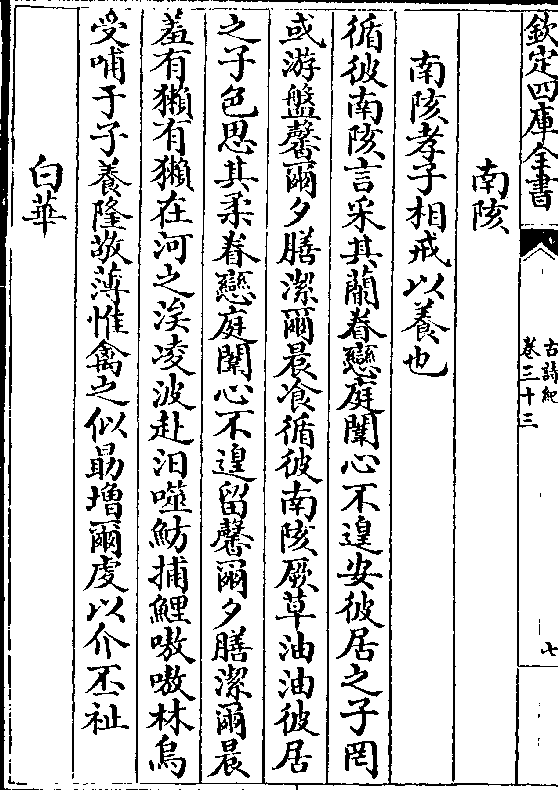 欽定四庫全書
古詩紀
卷三十三
七
南陔
南陔孝子相戒以養也
循彼南陔言采其蘭眷戀庭闈心不遑安彼居之子罔
或游盤馨爾夕膳潔爾晨飡循彼南陔厥草油油彼居
之子色思其柔眷戀庭闈心不遑留馨爾夕膳潔爾晨
羞有獺有獺在河之涘凌波赴汨噬魴捕鯉嗷嗷林烏
受哺于子養隆敬薄惟禽之似勗增爾虔以介丕祉
白華